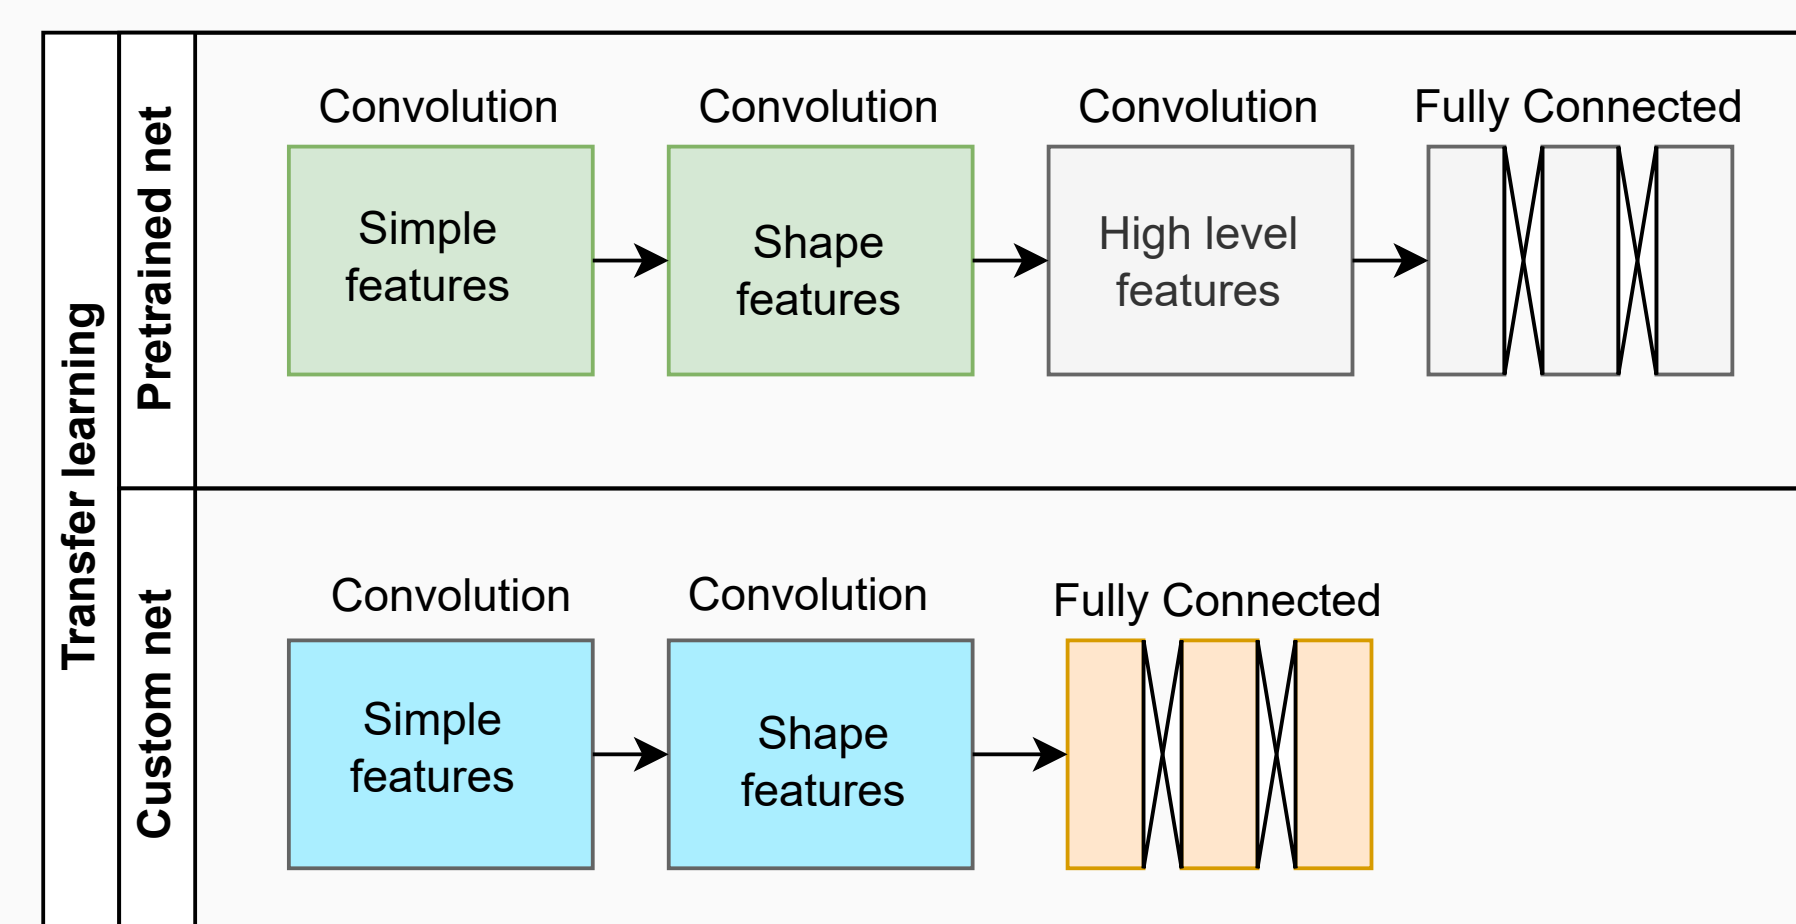 Transfer learning
Pretrained net
Convolution
Simple
features
Convolution
Shape
features
Convolution
High level
features
Fully Connected
Custom net
Convolution
Simple
features
Convolution
Shape
features
Fully Connected